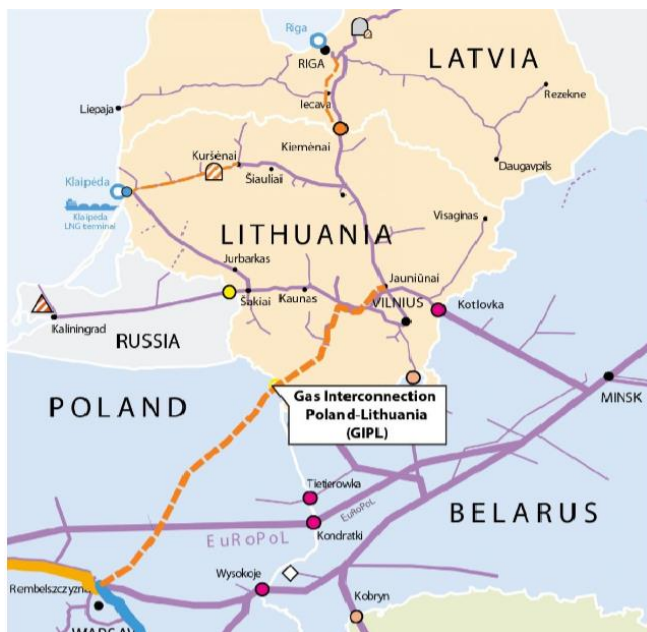 Riga
RIGA
LATVIA
Iecava
Rezekne
Liepaja
Kiemėnai
Daugavpils
Kuršėnai
Šiauliai
Klaipėda
Klaipėda
LNG terminal
LITHUANIA
Visaginas
Jurbarkas
Jauniūnai
Šakiai
Kaunas
VILNIUS
Kotlovka
Kaliningrad
RUSSIA
POLAND
Gas Interconnection
Poland-Lithuania
(GIPL)
MINSK
Tietierowka
EuRoPoL
BELARUS
EuRoPoL
Kondratki
Wysokoje
Rembelszczyzna
Kobryn
WARSAW